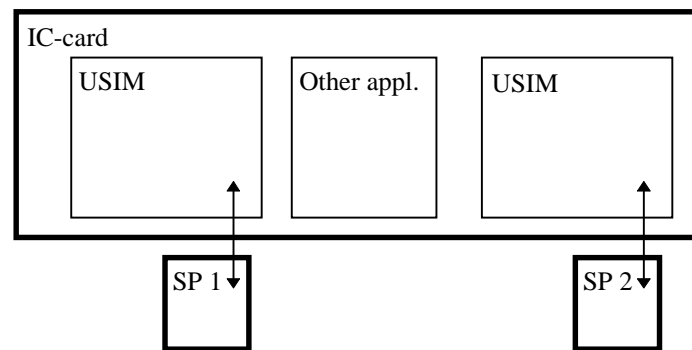 IC-card
USIM
Other appl.
USIM
SP 1
SP 2